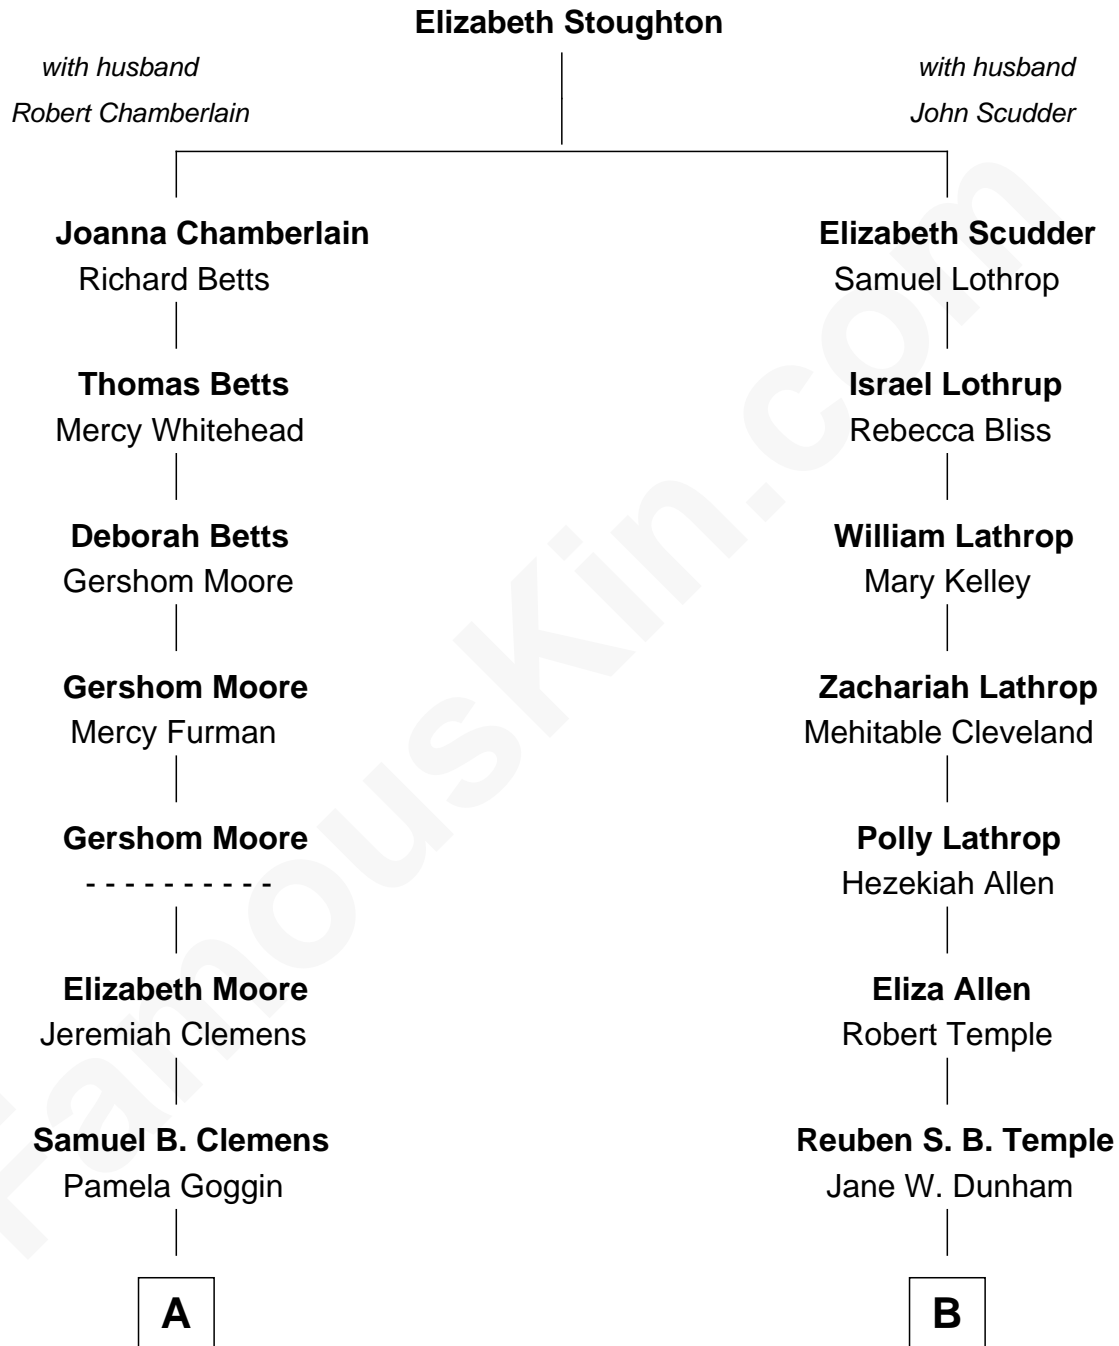 Elizabeth Stoughton
with husband
Robert Chamberlain
with husband
John Scudder
Joanna Chamberlain
Richard Betts
Elizabeth Scudder
Samuel Lothrop
Thomas Betts
Mercy Whitehead
Israel Lothrup
Rebecca Bliss
Deborah Betts
Gershom Moore
William Lathrop
Mary Kelley
Gershom Moore
Mercy Furman
Zachariah Lathrop
Mehitable Cleveland
Gershom Moore
- - - - - - - - - -
Polly Lathrop
Hezekiah Allen
Elizabeth Moore
Jeremiah Clemens
Eliza Allen
Robert Temple
Samuel B. Clemens
Pamela Goggin
Reuben S. B. Temple
Jane W. Dunham
A
B
FamousKin.com